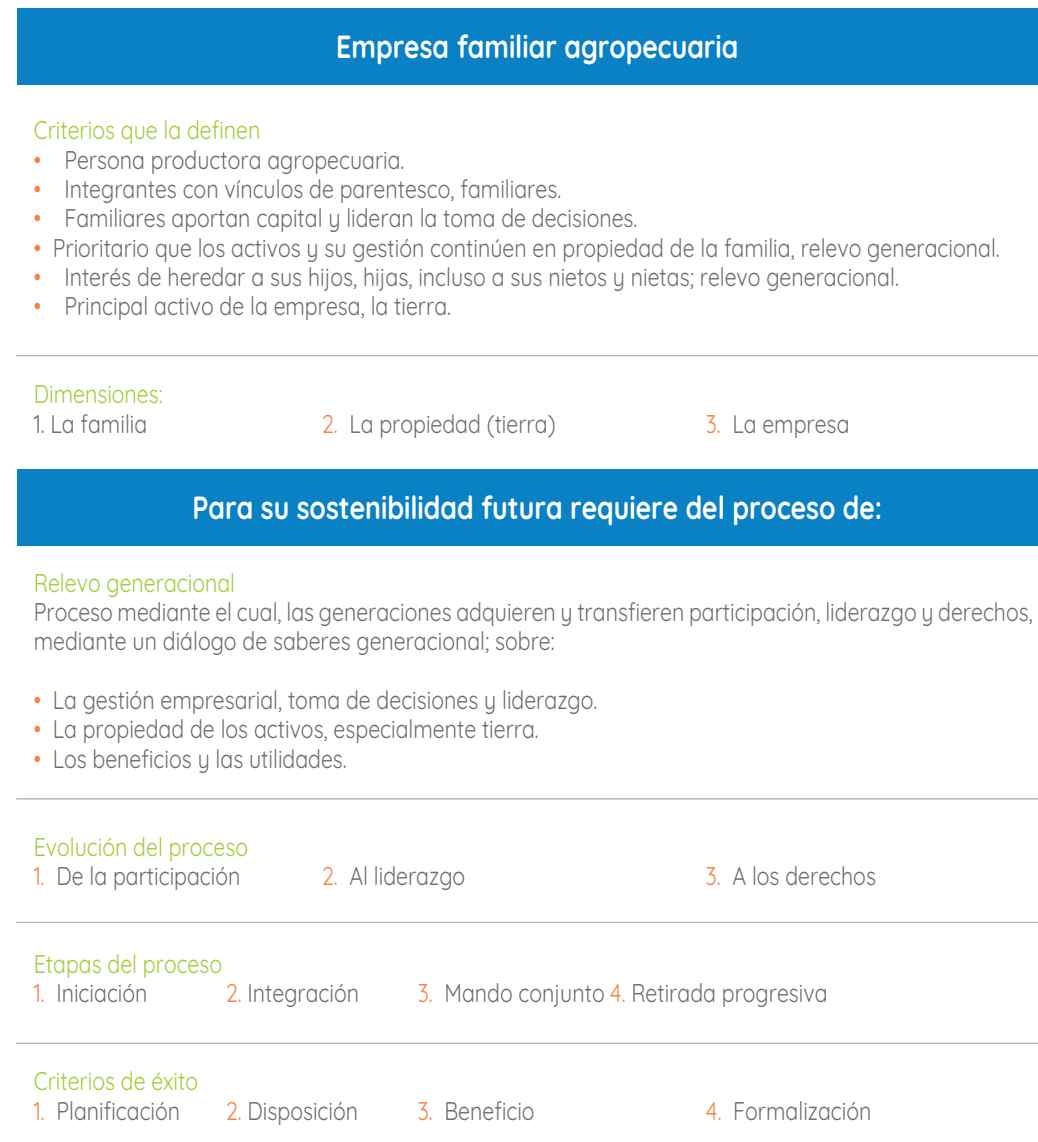 Empresa familiar agropecuaria
Criterios que la definen
• Persona productora agropecuaria.
• Integrantes con vínculos de parentesco, familiares.
• Familiares aportan capital y lideran la toma de decisiones.
• Prioritario que los activos y su gestión continúen en propiedad de la familia, relevo generacional.
• Interés de heredar a sus hijos, hijas, incluso a sus nietos y nietas; relevo generacional.
• Principal activo de la empresa, la tierra.
Dimensiones:
1. La familia 2. La propiedad (tierra) 3. La empresa
Para su sostenibilidad futura requiere del proceso de:
Relevo generacional
Proceso mediante el cual, las generaciones adquieren y transfieren participación, liderazgo y derechos,
mediante un diálogo de saberes generacional; sobre:
• La gestión empresarial, toma de decisiones y liderazgo.
• La propiedad de los activos, especialmente tierra.
• Los beneficios y las utilidades.
Evolución del proceso
1. De la participación 2. Al liderazgo 3. A los derechos
Etapas del proceso
1. Iniciación 2. Integración 3. Mando conjunto 4. Retirada progresiva
Criterios de éxito
1. Planificación 2. Disposición 3. Beneficio 4. Formalización